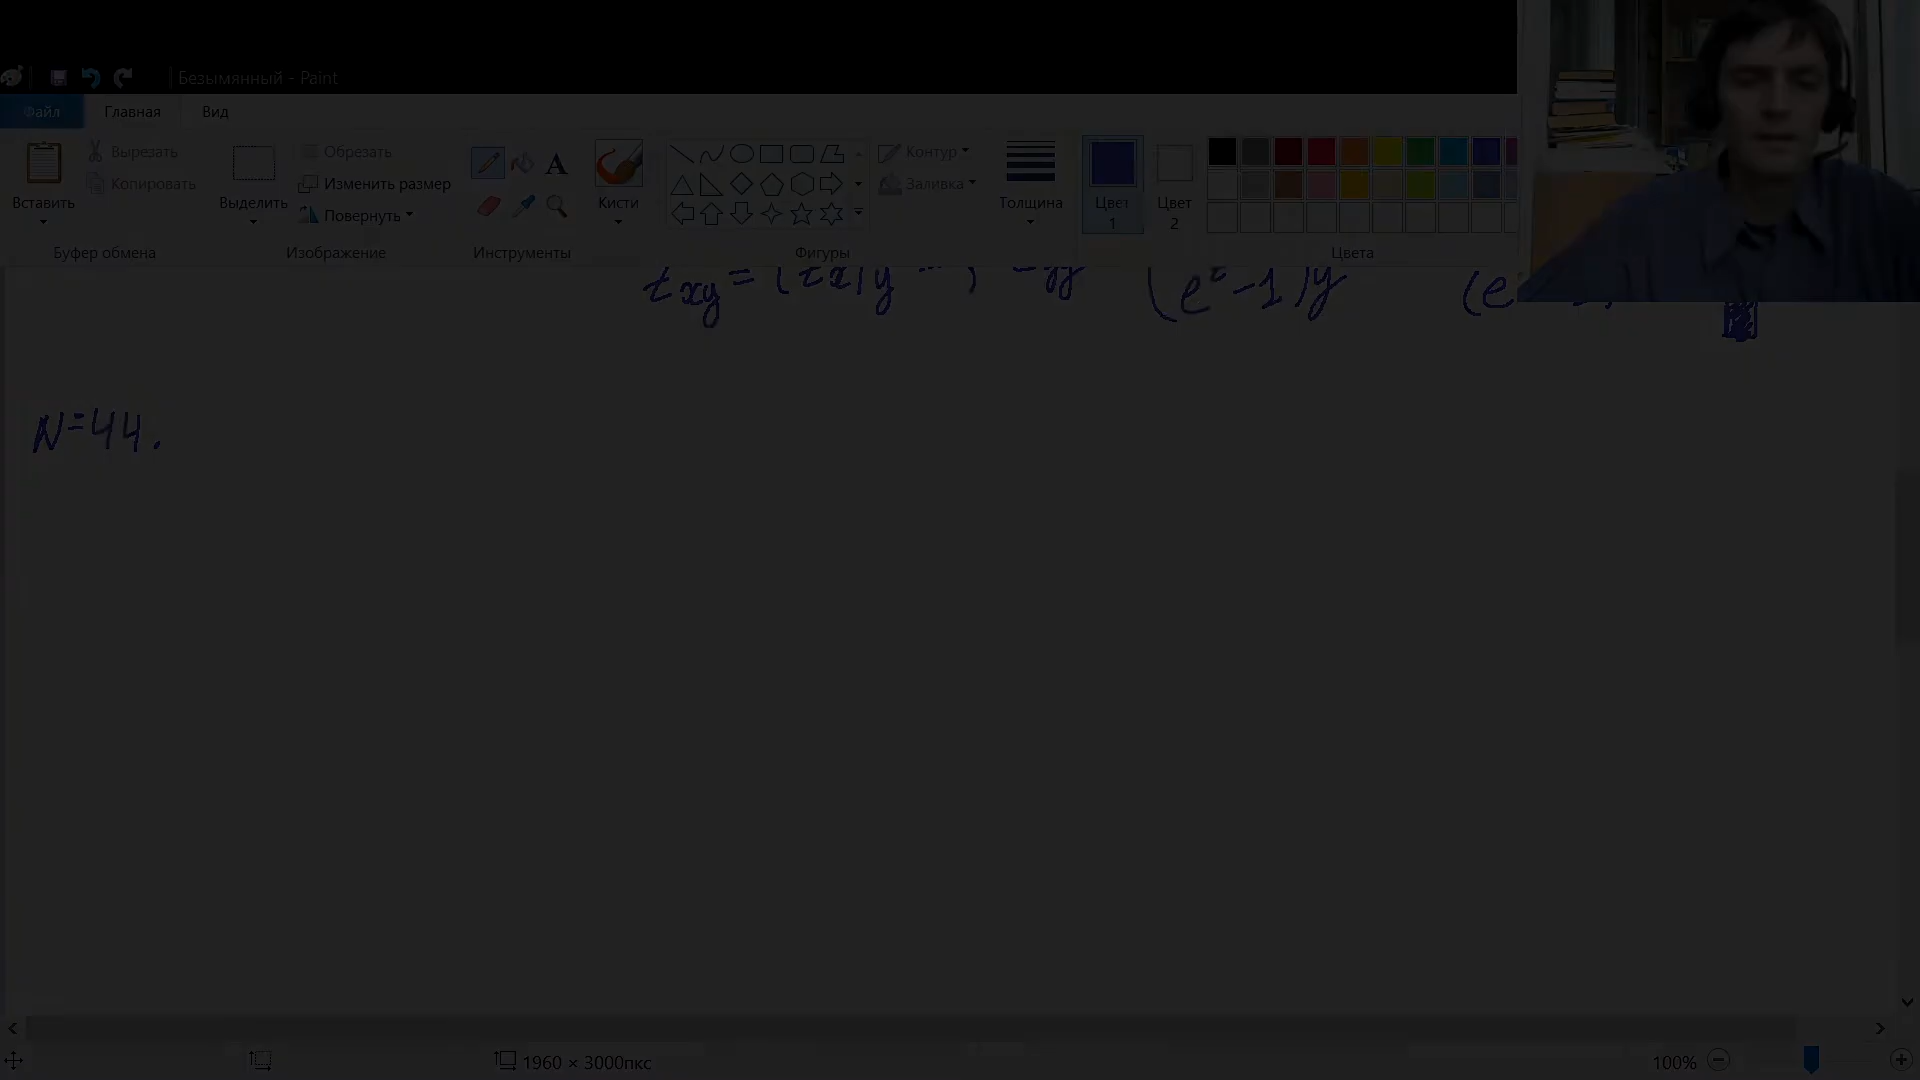 Безымянный - Paint
Файл Главная Вид
Вставить
Вырезать
Копировать
Буфер обмена
Выделить
Обрезать
Изменить размер
Повернуть
Изображение
Инструменты
A
Кисти
Фигуры
Контур
Заливка
Толщина
Цвет 1
Цвет 2
Цвета
N=44.
1960 × 3000пкс
100%